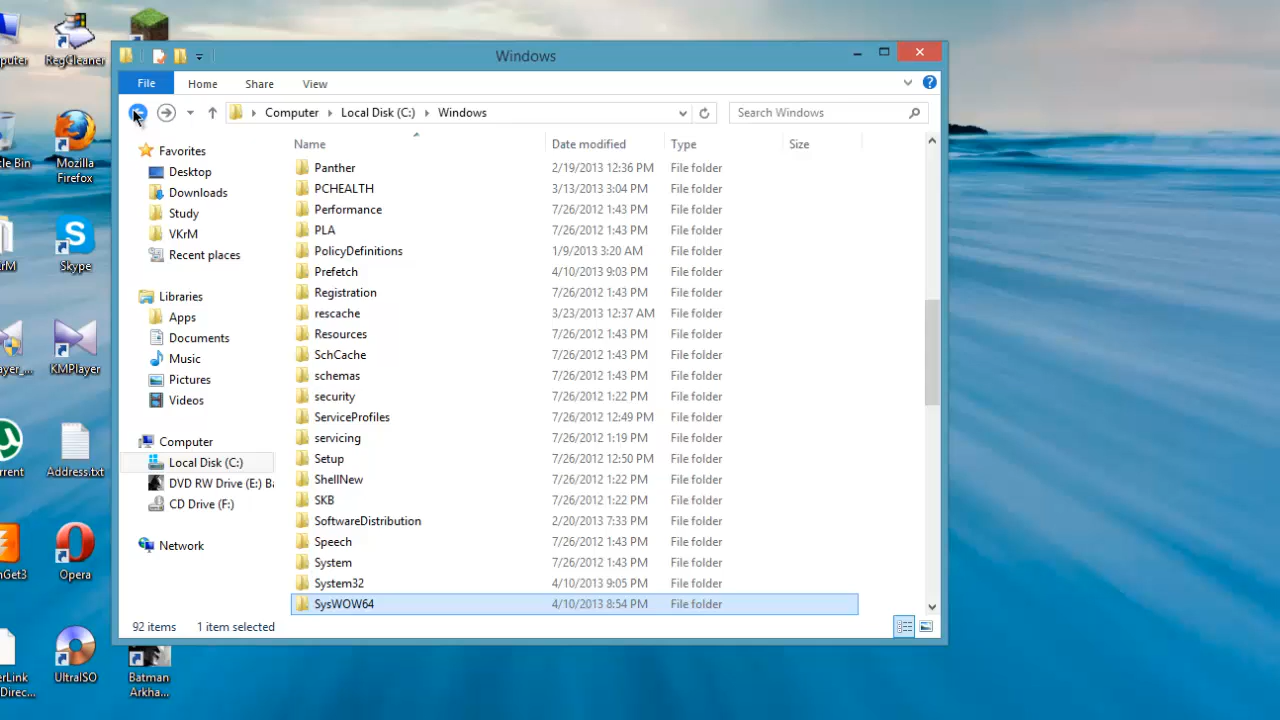 Windows
File Home Share View
Computer Local Disk (C:) Windows Search Windows
Name Date modified Type Size
Favorites
Desktop
Downloads
Study
VKrM
Recent places
Libraries
Apps
Documents
Music
Pictures
Videos
Computer
Local Disk (C:)
DVD RW Drive (E:) Ba
CD Drive (F:)
Network
Panther 2/19/2013 12:36 PM File folder
PCHEALTH 3/13/2013 3:04 PM File folder
Performance 7/26/2012 1:43 PM File folder
PLA 7/26/2012 1:43 PM File folder
PolicyDefinitions 1/9/2013 3:20 AM File folder
Prefetch 4/10/2013 9:03 PM File folder
Registration 7/26/2012 1:43 PM File folder
rescache 3/23/2013 12:37 AM File folder
Resources 7/26/2012 1:43 PM File folder
SchCache 7/26/2012 1:43 PM File folder
schemas 7/26/2012 1:43 PM File folder
security 7/26/2012 1:22 PM File folder
ServiceProfiles 7/26/2012 12:49 PM File folder
servicing 7/26/2012 1:19 PM File folder
Setup 7/26/2012 12:50 PM File folder
ShellNew 7/26/2012 1:22 PM File folder
SKB 7/26/2012 1:22 PM File folder
SoftwareDistribution 2/20/2013 7:33 PM File folder
Speech 7/26/2012 1:43 PM File folder
System 7/26/2012 1:43 PM File folder
System32 4/10/2013 9:05 PM File folder
SysWOW64 4/10/2013 8:54 PM File folder
92 items 1 item selected
puter RegCleaner
cle Bin Mozilla
Firefox
rM Skype
ayer_... KMPlayer
rrent Address.txt
nGet3 Opera
erLink UltraISO Batman
Direc... Arkha...